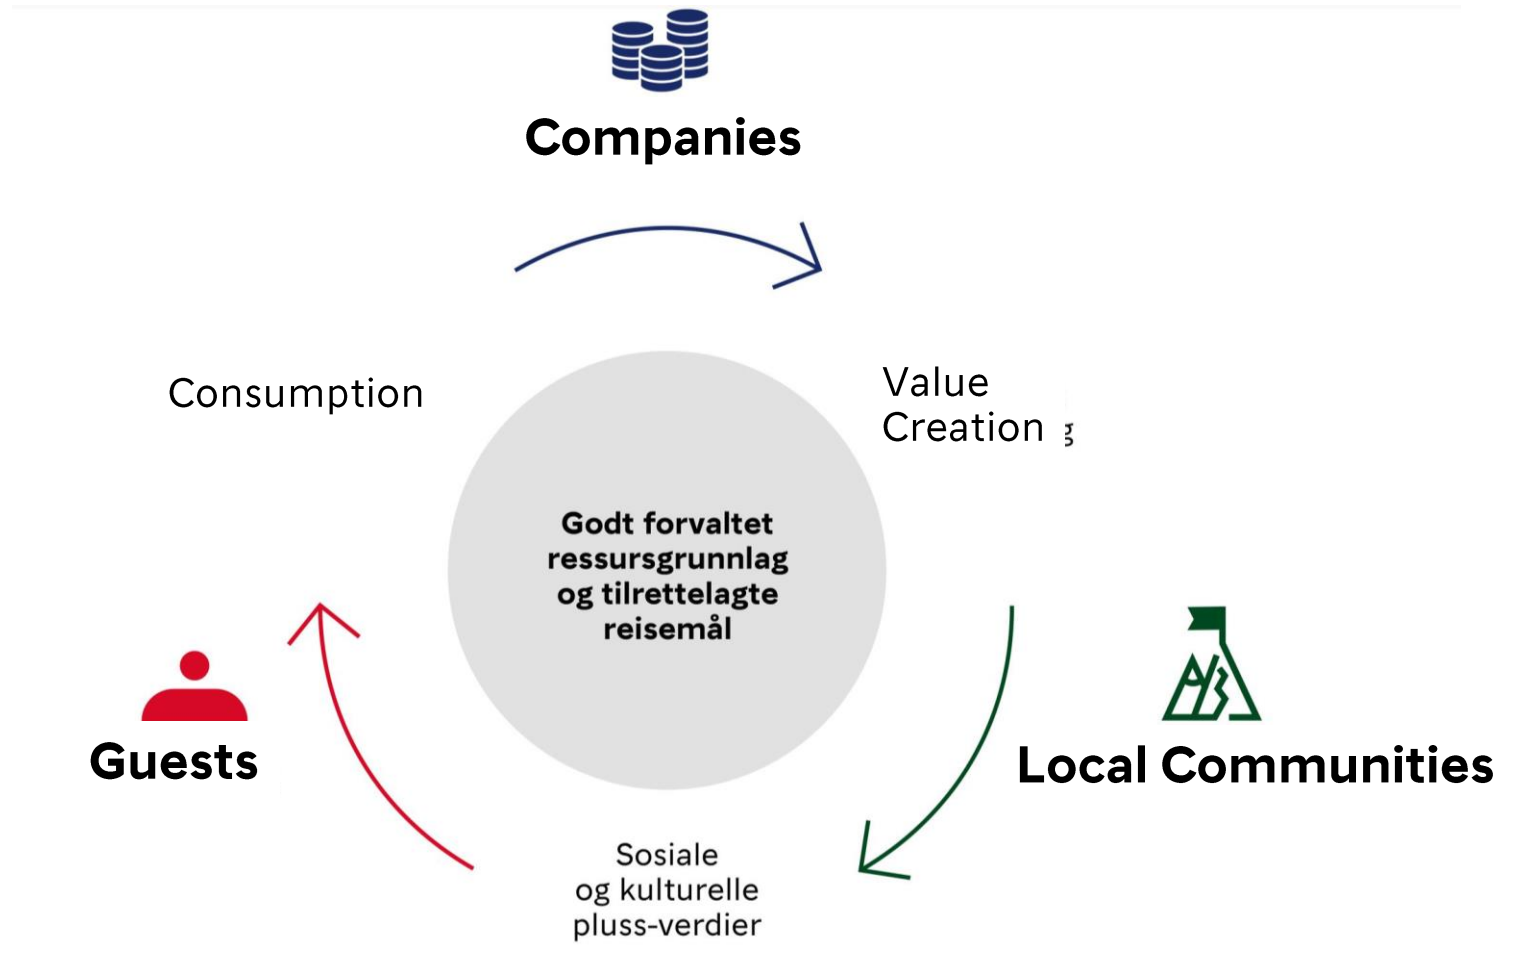 Companies
Consumption
Value
Creation
g
Godt forvaltet
ressursgrunnlag
og tilrettelagte
reisemål
Guests
Local Communities
Sosiale
og kulturelle
pluss-verdier